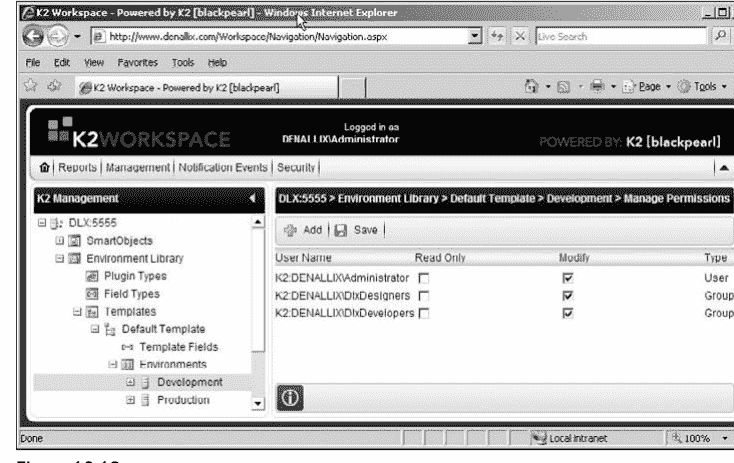 K2 Workspace - Powered by K2 [blackpearl] - Windows Internet Explorer
http://www.denallix.com/Workspace/Navigation/Navigation.aspx
Live Search
File Edit View Favorites Tools Help
K2 Workspace - Powered by K2 [blackpearl]
Page Tools
K2WORKSPACE
Logged in as
DENALLIX\Administrator
POWERED BY: K2 [blackpearl]
Reports | Management | Notification Events | Security |
K2 Management
DLX:5555 > Environment Library > Default Template > Development > Manage Permissions
DLX:5555
SmartObjects
Environment Library
Plugin Types
Field Types
Templates
Default Template
Template Fields
Environments
Development
Production
Add | Save |
User Name Read Only Modify Type
K2:DENALLIX\Administrator User
K2:DENALLIX\DlxDesigners Group
K2:DENALLIX\DlxDevelopers Group
Done
Local intranet
100%